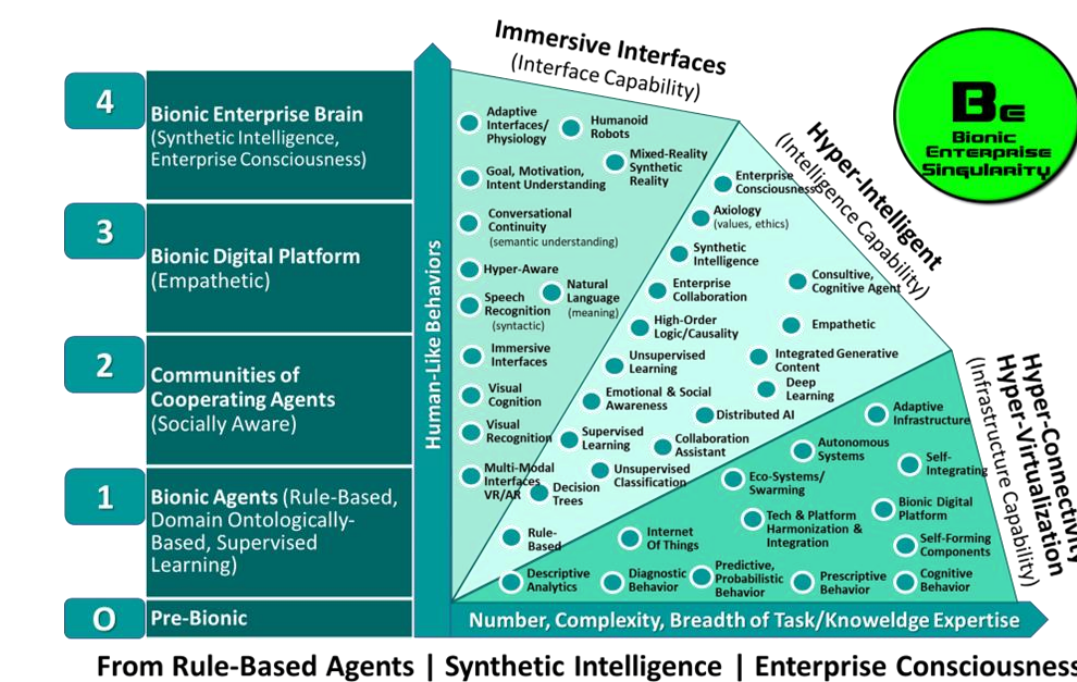 Immersive Interfaces
(Interface Capability)
Hyper-Intelligent
(Intelligence Capability)
Hyper-Connectivity
Hyper-Virtualization
(Infrastructure Capability)
Be
Bionic
Enterprise
Singularity
4
Bionic Enterprise Brain
(Synthetic Intelligence,
Enterprise Consciousness)
3
Bionic Digital Platform
(Empathetic)
2
Communities of
Cooperating Agents
(Socially Aware)
1
Bionic Agents (Rule-Based,
Domain Ontologically-
Based, Supervised
Learning)
0
Pre-Bionic
Human-Like Behaviors
Adaptive
Interfaces/
Physiology
Humanoid
Robots
Mixed-Reality
Synthetic
Reality
Goal, Motivation,
Intent Understanding
Conversational
Continuity
(semantic understanding)
Hyper-Aware
Natural
Language
(meaning)
Speech
Recognition
(syntactic)
Immersive
Interfaces
Visual
Cognition
Visual
Recognition
Multi-Modal
Interfaces
VR/AR
Enterprise
Consciousness
Axiology
(values, ethics)
Synthetic
Intelligence
Enterprise
Collaboration
Consultive,
Cognitive Agent
High-Order
Logic/Causality
Empathetic
Unsupervised
Learning
Integrated Generative
Content
Deep
Learning
Emotional & Social
Awareness
Distributed AI
Supervised
Learning
Collaboration
Assistant
Unsupervised
Classification
Decision
Trees
Rule-
Based
Adaptive
Infrastructure
Autonomous
Systems
Self-
Integrating
Eco-Systems/
Swarming
Bionic Digital
Platform
Tech & Platform
Harmonization &
Integration
Internet
Of Things
Self-Forming
Components
Descriptive
Analytics
Diagnostic
Behavior
Predictive,
Probabilistic
Behavior
Prescriptive
Behavior
Cognitive
Behavior
Number, Complexity, Breadth of Task/Knoweldge Expertise
From Rule-Based Agents | Synthetic Intelligence | Enterprise Consciousness